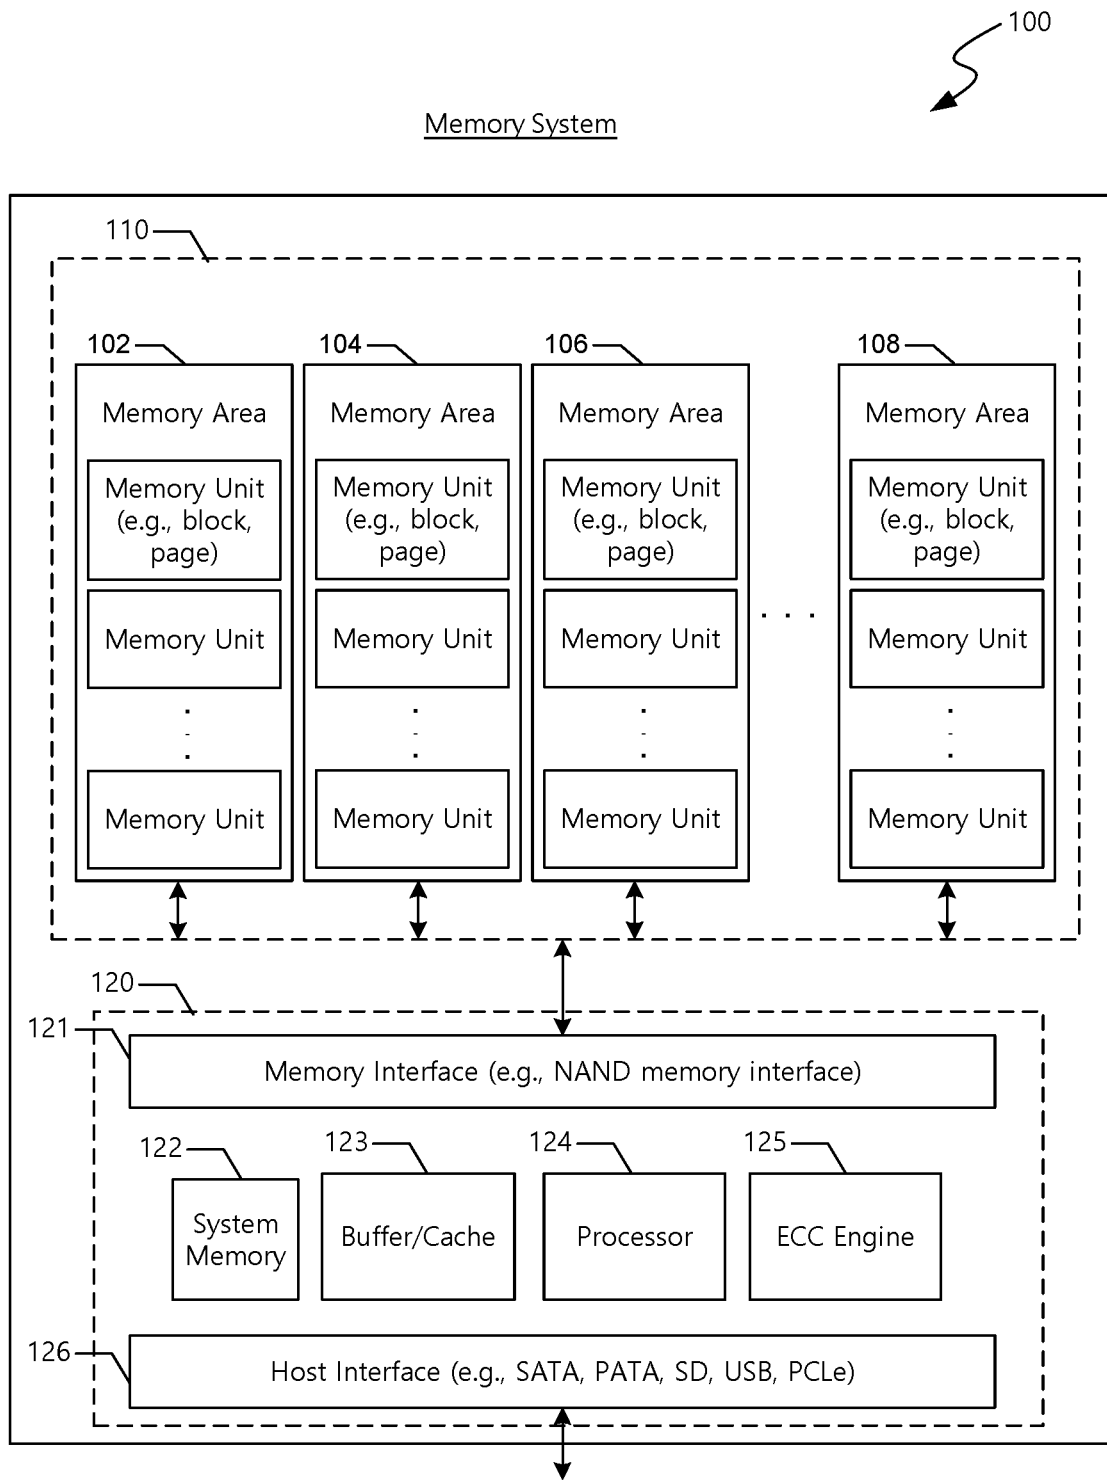 100
Memory System
110
102
104
106
108
Memory Area
Memory Area
Memory Area
Memory Area
Memory Unit
(e.g., block,
page)
Memory Unit
(e.g., block,
page)
Memory Unit
(e.g., block,
page)
Memory Unit
(e.g., block,
page)
Memory Unit
Memory Unit
Memory Unit
. . .
Memory Unit
Memory Unit
Memory Unit
Memory Unit
Memory Unit
120
121
Memory Interface (e.g., NAND memory interface)
122
123
124
125
System
Memory
Buffer/Cache
Processor
ECC Engine
126
Host Interface (e.g., SATA, PATA, SD, USB, PCLe)